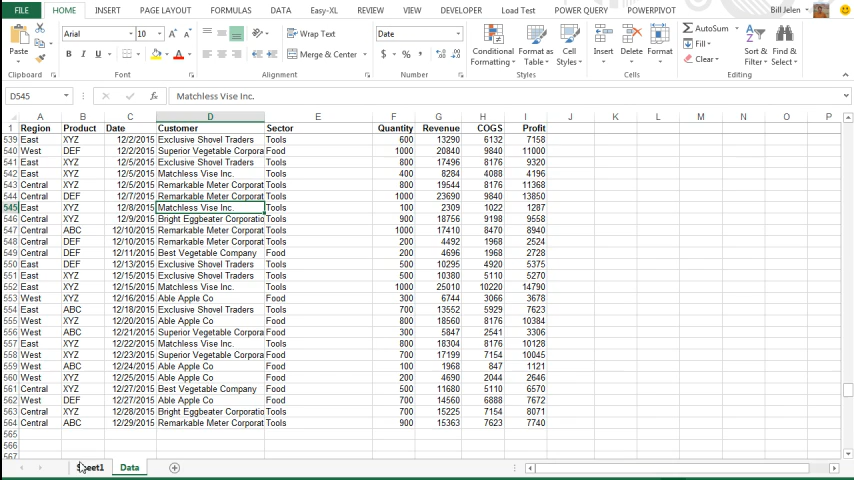 FILE HOME INSERT PAGE LAYOUT FORMULAS DATA Easy-XL REVIEW VIEW DEVELOPER Load Test POWER QUERY POWERPIVOT Bill Jelen
Paste Arial 10 A A Wrap Text Date AutoSum
B I U A Merge & Center $ % , Conditional Formatting Format as Table Cell Styles Insert Delete Format Fill Clear Sort & Filter Find & Select
Clipboard Font Alignment Number Styles Cells Editing
D545 fx Matchless Vise Inc.
A B C D E F G H I J K L M N O P
1 Region Product Date Customer Sector Quantity Revenue COGS Profit
539 East XYZ 12/2/2015 Exclusive Shovel Traders Tools 600 13290 6132 7158
540 West DEF 12/2/2015 Superior Vegetable Corpora Food 1000 20840 9840 11000
541 East XYZ 12/5/2015 Exclusive Shovel Traders Tools 800 17496 8176 9320
542 East XYZ 12/5/2015 Matchless Vise Inc. Tools 400 8284 4088 4196
543 Central XYZ 12/5/2015 Remarkable Meter Corporat Tools 800 19544 8176 11368
544 Central DEF 12/7/2015 Remarkable Meter Corporat Tools 1000 23690 9840 13850
545 East XYZ 12/8/2015 Matchless Vise Inc. Tools 100 2309 1022 1287
546 Central XYZ 12/9/2015 Bright Eggbeater Corporatio Tools 900 18756 9198 9558
547 Central ABC 12/10/2015 Remarkable Meter Corporat Tools 1000 17410 8470 8940
548 Central DEF 12/10/2015 Remarkable Meter Corporat Tools 200 4492 1968 2524
549 Central DEF 12/11/2015 Best Vegetable Company Food 200 4696 1968 2728
550 East DEF 12/13/2015 Exclusive Shovel Traders Tools 500 10295 4920 5375
551 East XYZ 12/15/2015 Exclusive Shovel Traders Tools 500 10380 5110 5270
552 East XYZ 12/15/2015 Matchless Vise Inc. Tools 1000 25010 10220 14790
553 West XYZ 12/16/2015 Able Apple Co Food 300 6744 3066 3678
554 East ABC 12/18/2015 Exclusive Shovel Traders Tools 700 13552 5929 7623
555 West XYZ 12/20/2015 Able Apple Co Food 800 18560 8176 10384
556 West ABC 12/21/2015 Superior Vegetable Corpora Food 300 5847 2541 3306
557 East XYZ 12/22/2015 Matchless Vise Inc. Tools 800 18304 8176 10128
558 West XYZ 12/23/2015 Superior Vegetable Corpora Food 700 17199 7154 10045
559 West ABC 12/24/2015 Able Apple Co Food 100 1968 847 1121
560 West XYZ 12/25/2015 Able Apple Co Food 200 4690 2044 2646
561 Central XYZ 12/27/2015 Best Vegetable Company Food 500 11680 5110 6570
562 West DEF 12/27/2015 Able Apple Co Food 700 14560 6888 7672
563 Central XYZ 12/28/2015 Bright Eggbeater Corporatio Tools 700 15225 7154 8071
564 Central ABC 12/29/2015 Remarkable Meter Corporat Tools 900 15363 7623 7740
565
566
567
Sheet1 Data